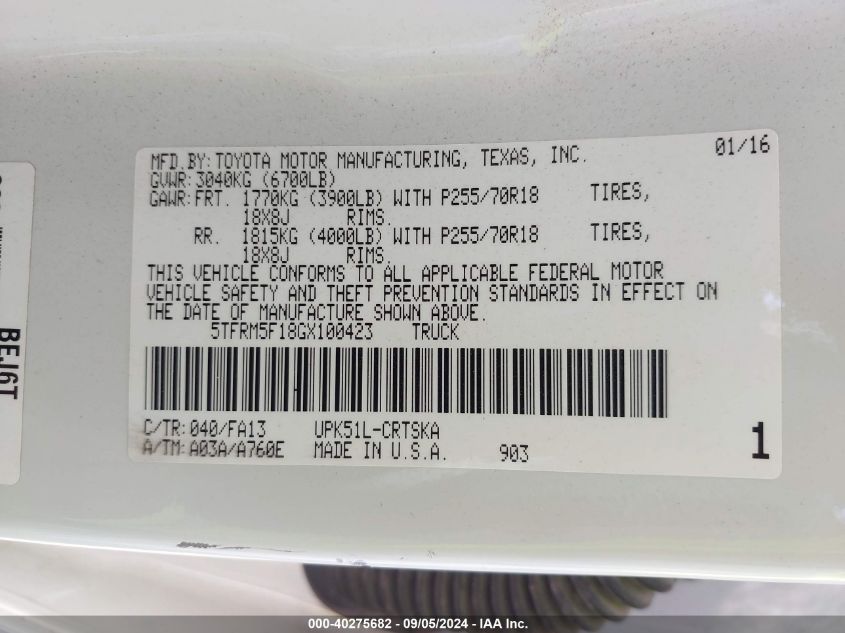 MFD.BY:TOYOTA MOTOR MANUFACTURING, TEXAS, INC. 01/16
GVWR:3040KG (6700LB)
GAWR:FRT. 1770KG (3900LB) WITH P255/70R18 TIRES,
18X8J RIMS.
RR. 1815KG (4000LB) WITH P255/70R18 TIRES,
18X8J RIMS.
THIS VEHICLE CONFORMS TO ALL APPLICABLE FEDERAL MOTOR
VEHICLE SAFETY AND THEFT PREVENTION STANDARDS IN EFFECT ON
THE DATE OF MANUFACTURE SHOWN ABOVE.
5TFRM5F18GX100423 TRUCK
C/TR:040/FA13 UPK51L-CRTSKA
A/TM:A03A/A760E MADE IN U.S.A. 903 1
BEJ6T
000-40275682 - 09/05/2024 - IAA Inc.